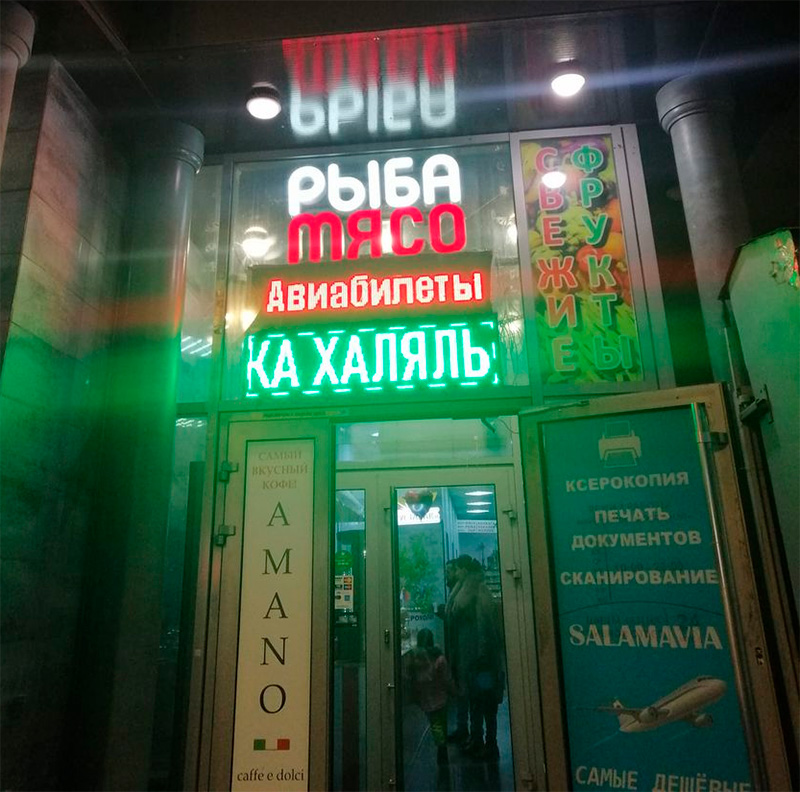 РЫБА
МЯСО
Авиабилеты
КА ХАЛЯЛЬ
СВЕЖИЕ
ФРУКТЫ
САМЫЙ
ВКУСНЫЙ
КОФЕ!
AMANO
caffe e dolci
КСЕРОКОПИЯ
ПЕЧАТЬ
ДОКУМЕНТОВ
СКАНИРОВАНИЕ
SALAMAVIA
САМЫЕ ДЕШЁВЫЕ